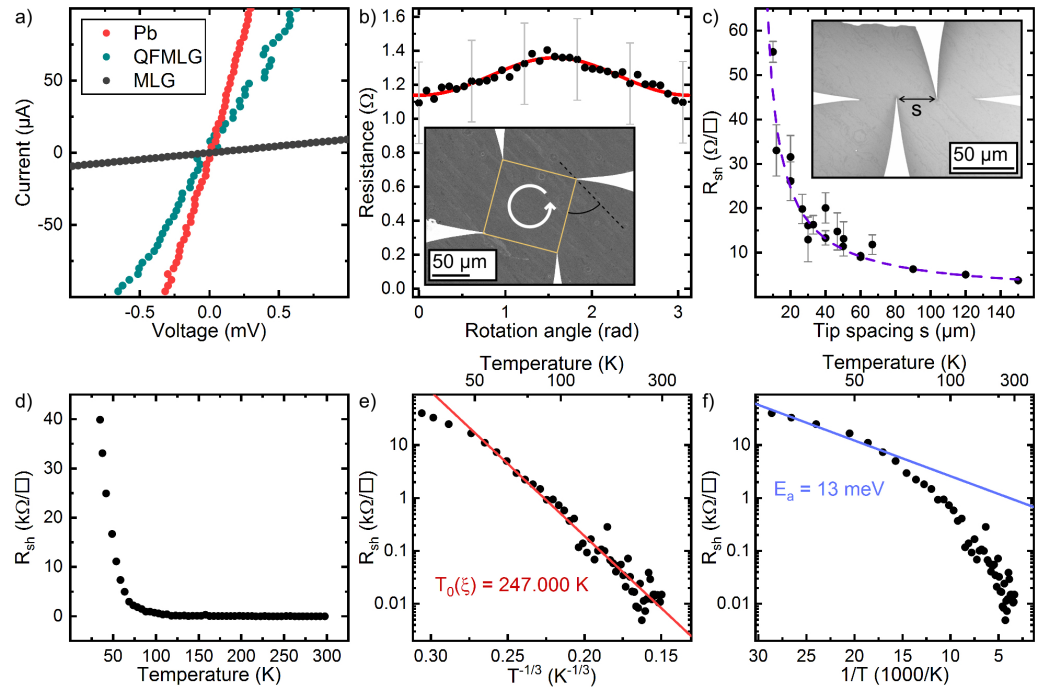 a)
Pb
QFMLG
MLG
50
0
-50
Current (µA)
-0.5
0.0
0.5
Voltage (mV)
b)
1.6
1.4
1.2
1.0
0.8
0.6
0.4
0.2
0.0
Resistance (Ω)
50 µm
0
1
2
3
Rotation angle (rad)
c)
60
50
40
30
20
10
R_sh (Ω/□)
s
50 µm
20
40
60
80
100
120
140
Tip spacing s (µm)
d)
40
30
20
10
0
R_sh (kΩ/□)
50
100
150
200
250
300
Temperature (K)
Temperature (K)
50
100
300
e)
10
1
0.1
0.01
R_sh (kΩ/□)
T₀(ξ) = 247.000 K
0.30
0.25
0.20
0.15
T^-1/3 (K^-1/3)
Temperature (K)
50
100
300
f)
10
1
0.1
0.01
R_sh (kΩ/□)
E_a = 13 meV
30
25
20
15
10
5
1/T (1000/K)